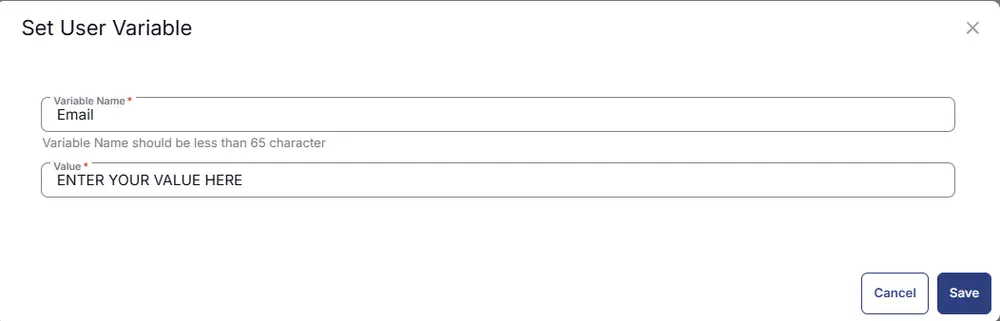 Set User Variable
Variable Name *
Email
Variable Name should be less than 65 character
Value *
ENTER YOUR VALUE HERE
Cancel Save